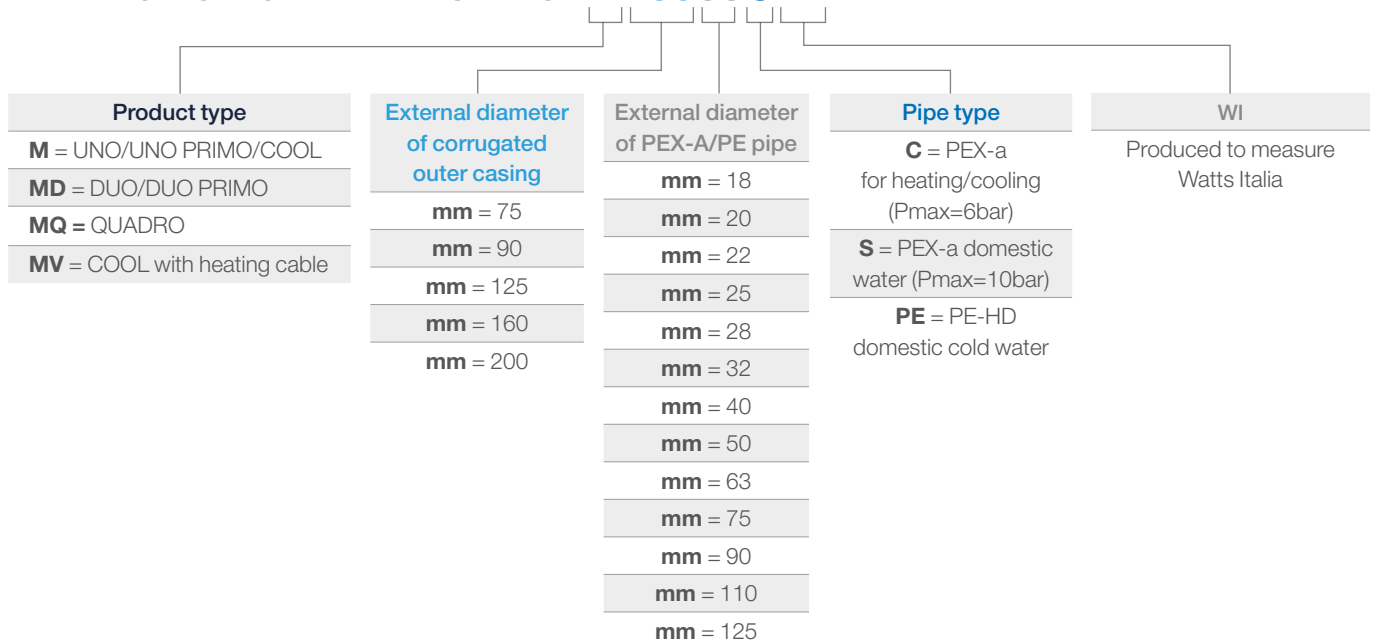 Product type
M = UNO/UNO PRIMO/COOL
MD = DUO/DUO PRIMO
MQ = QUADRO
MV = COOL with heating cable
External diameter
of corrugated
outer casing
mm = 75
mm = 90
mm = 125
mm = 160
mm = 200
External diameter
of PEX-A/PE pipe
mm = 18
mm = 20
mm = 22
mm = 25
mm = 28
mm = 32
mm = 40
mm = 50
mm = 63
mm = 75
mm = 90
mm = 110
mm = 125
Pipe type
C = PEX-a
for heating/cooling
(Pmax=6bar)
S = PEX-a domestic
water (Pmax=10bar)
PE = PE-HD
domestic cold water
WI
Produced to measure
Watts Italia